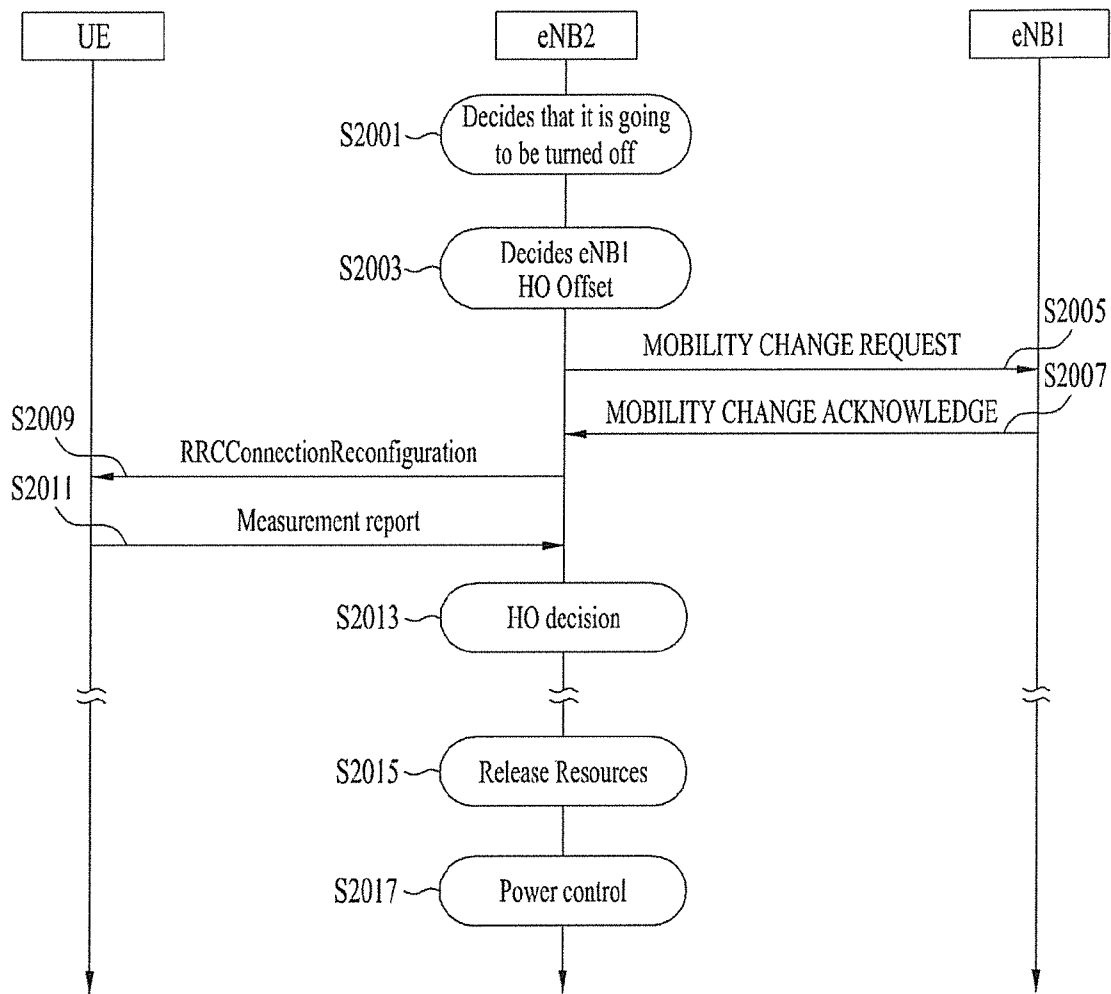 UE
eNB2
eNB1
S2001
Decides that it is going
to be turned off
S2003
Decides eNB1
HO Offset
S2005
MOBILITY CHANGE REQUEST
S2007
MOBILITY CHANGE ACKNOWLEDGE
S2009
RRCConnectionReconfiguration
S2011
Measurement report
S2013
HO decision
S2015
Release Resources
S2017
Power control